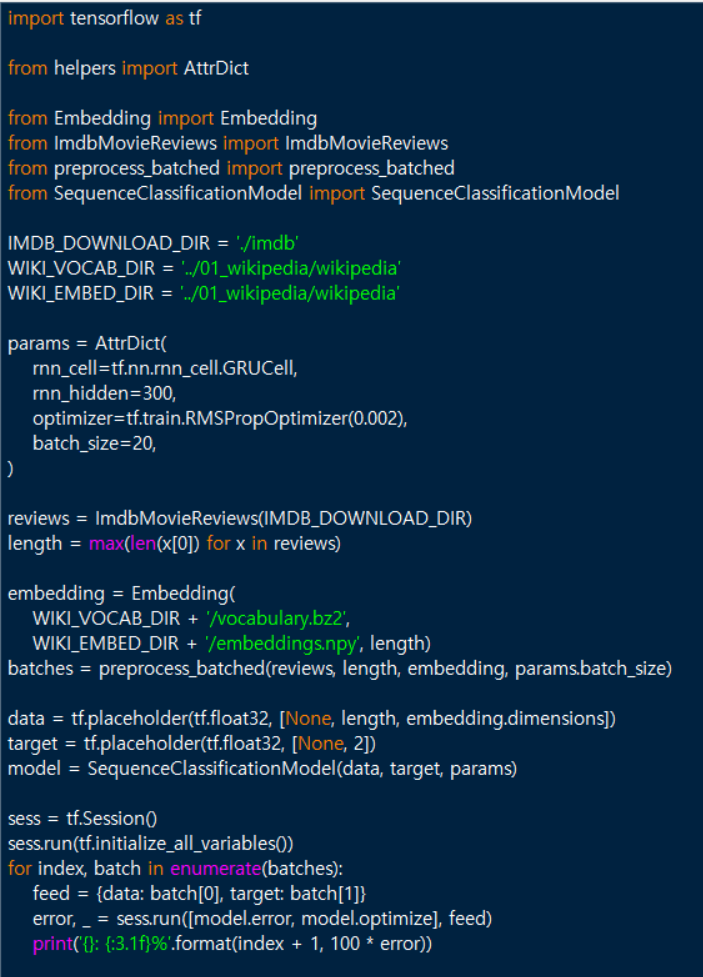 import tensorflow as tf
from helpers import AttrDict
from Embedding import Embedding
from ImdbMovieReviews import ImdbMovieReviews
from preprocess_batched import preprocess_batched
from SequenceClassificationModel import SequenceClassificationModel
IMDB_DOWNLOAD_DIR = './imdb'
WIKI_VOCAB_DIR = '../01_wikipedia/wikipedia'
WIKI_EMBED_DIR = '../01_wikipedia/wikipedia'
params = AttrDict(
    rnn_cell=tf.nn.rnn_cell.GRUCell,
    rnn_hidden=300,
    optimizer=tf.train.RMSPropOptimizer(0.002),
    batch_size=20,
)
reviews = ImdbMovieReviews(IMDB_DOWNLOAD_DIR)
length = max(len(x[0]) for x in reviews)
embedding = Embedding(
    WIKI_VOCAB_DIR + '/vocabulary.bz2',
    WIKI_EMBED_DIR + '/embeddings.npy', length)
batches = preprocess_batched(reviews, length, embedding, params.batch_size)
data = tf.placeholder(tf.float32, [None, length, embedding.dimensions])
target = tf.placeholder(tf.float32, [None, 2])
model = SequenceClassificationModel(data, target, params)
sess = tf.Session()
sess.run(tf.initialize_all_variables())
for index, batch in enumerate(batches):
    feed = {data: batch[0], target: batch[1]}
    error, _ = sess.run([model.error, model.optimize], feed)
    print('{}: {:3.1f}%'.format(index + 1, 100 * error))